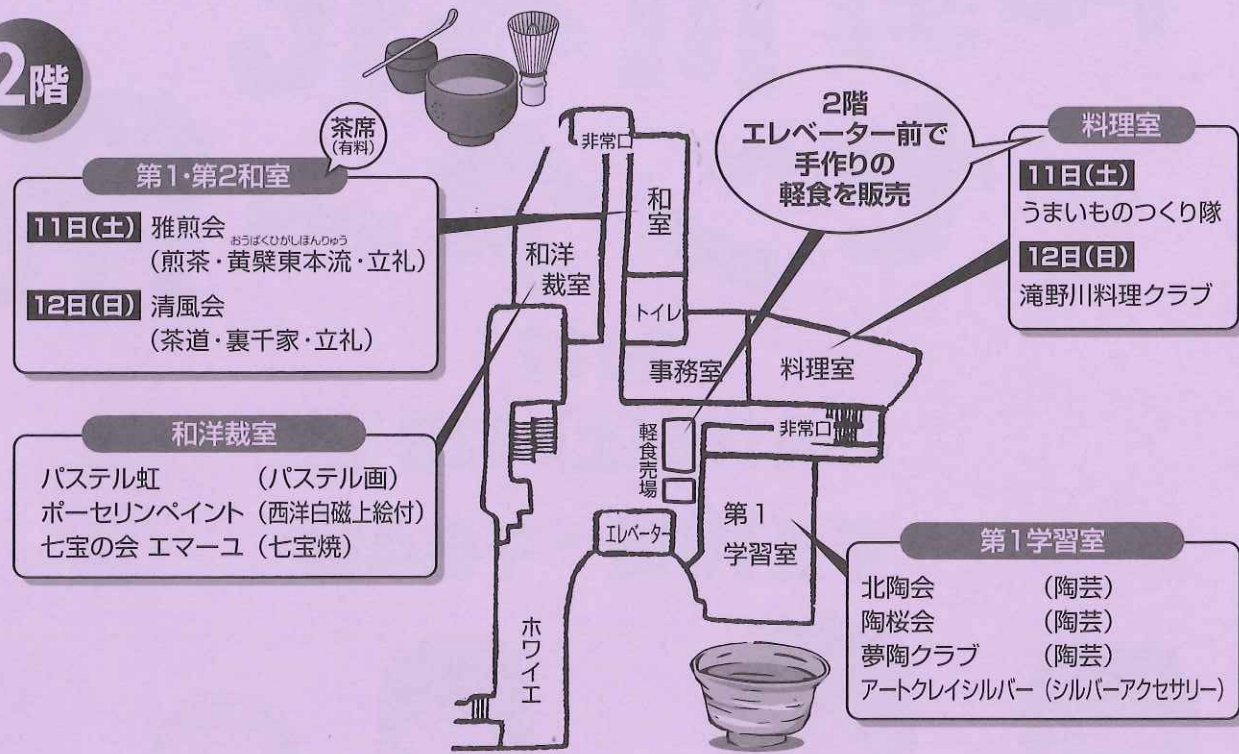 2階
茶席
(有料)
第1・第2和室
11日(土) 雅煎会
おうばくひがしほんりゅう
(煎茶・黄檗東本流・立礼)
12日(日) 清風会
(茶道・裏千家・立礼)
和洋裁室
パステル虹 (パステル画)
ポーセリンペイント (西洋白磁上絵付)
七宝の会 エマーユ (七宝焼)
2階
エレベーター前で
手作りの
軽食を販売
料理室
11日(土)
うまいものつくり隊
12日(日)
滝野川料理クラブ
第1学習室
北陶会 (陶芸)
陶桜会 (陶芸)
夢陶クラブ (陶芸)
アートクレイシルバー (シルバーアクセサリー)
非常口
和室
和洋
裁室
トイレ
事務室
料理室
軽食売場
非常口
エレベーター
第1
学習室
ホワイエ